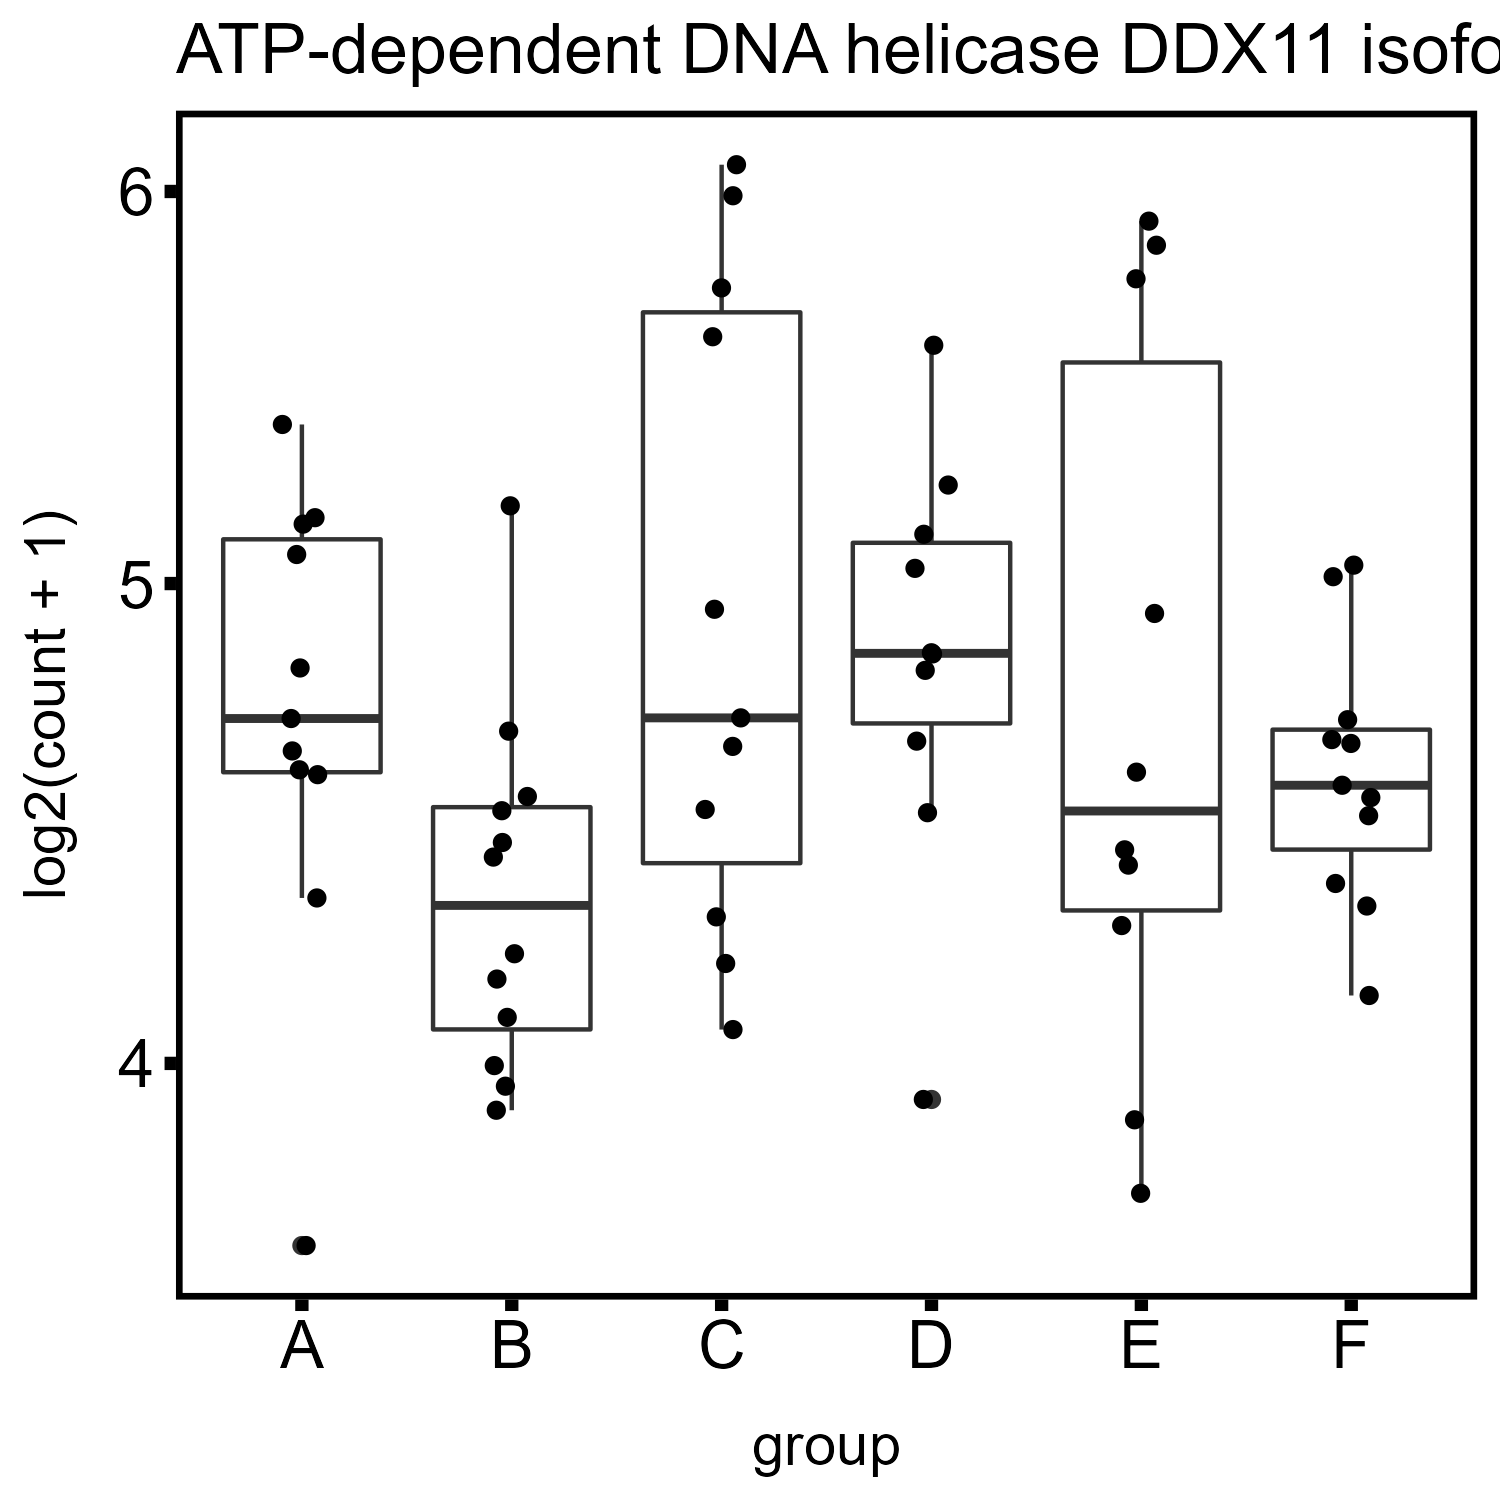 ATP-dependent DNA helicase DDX11 isofo
6
5
4
log2(count + 1)
A B C D E F
group